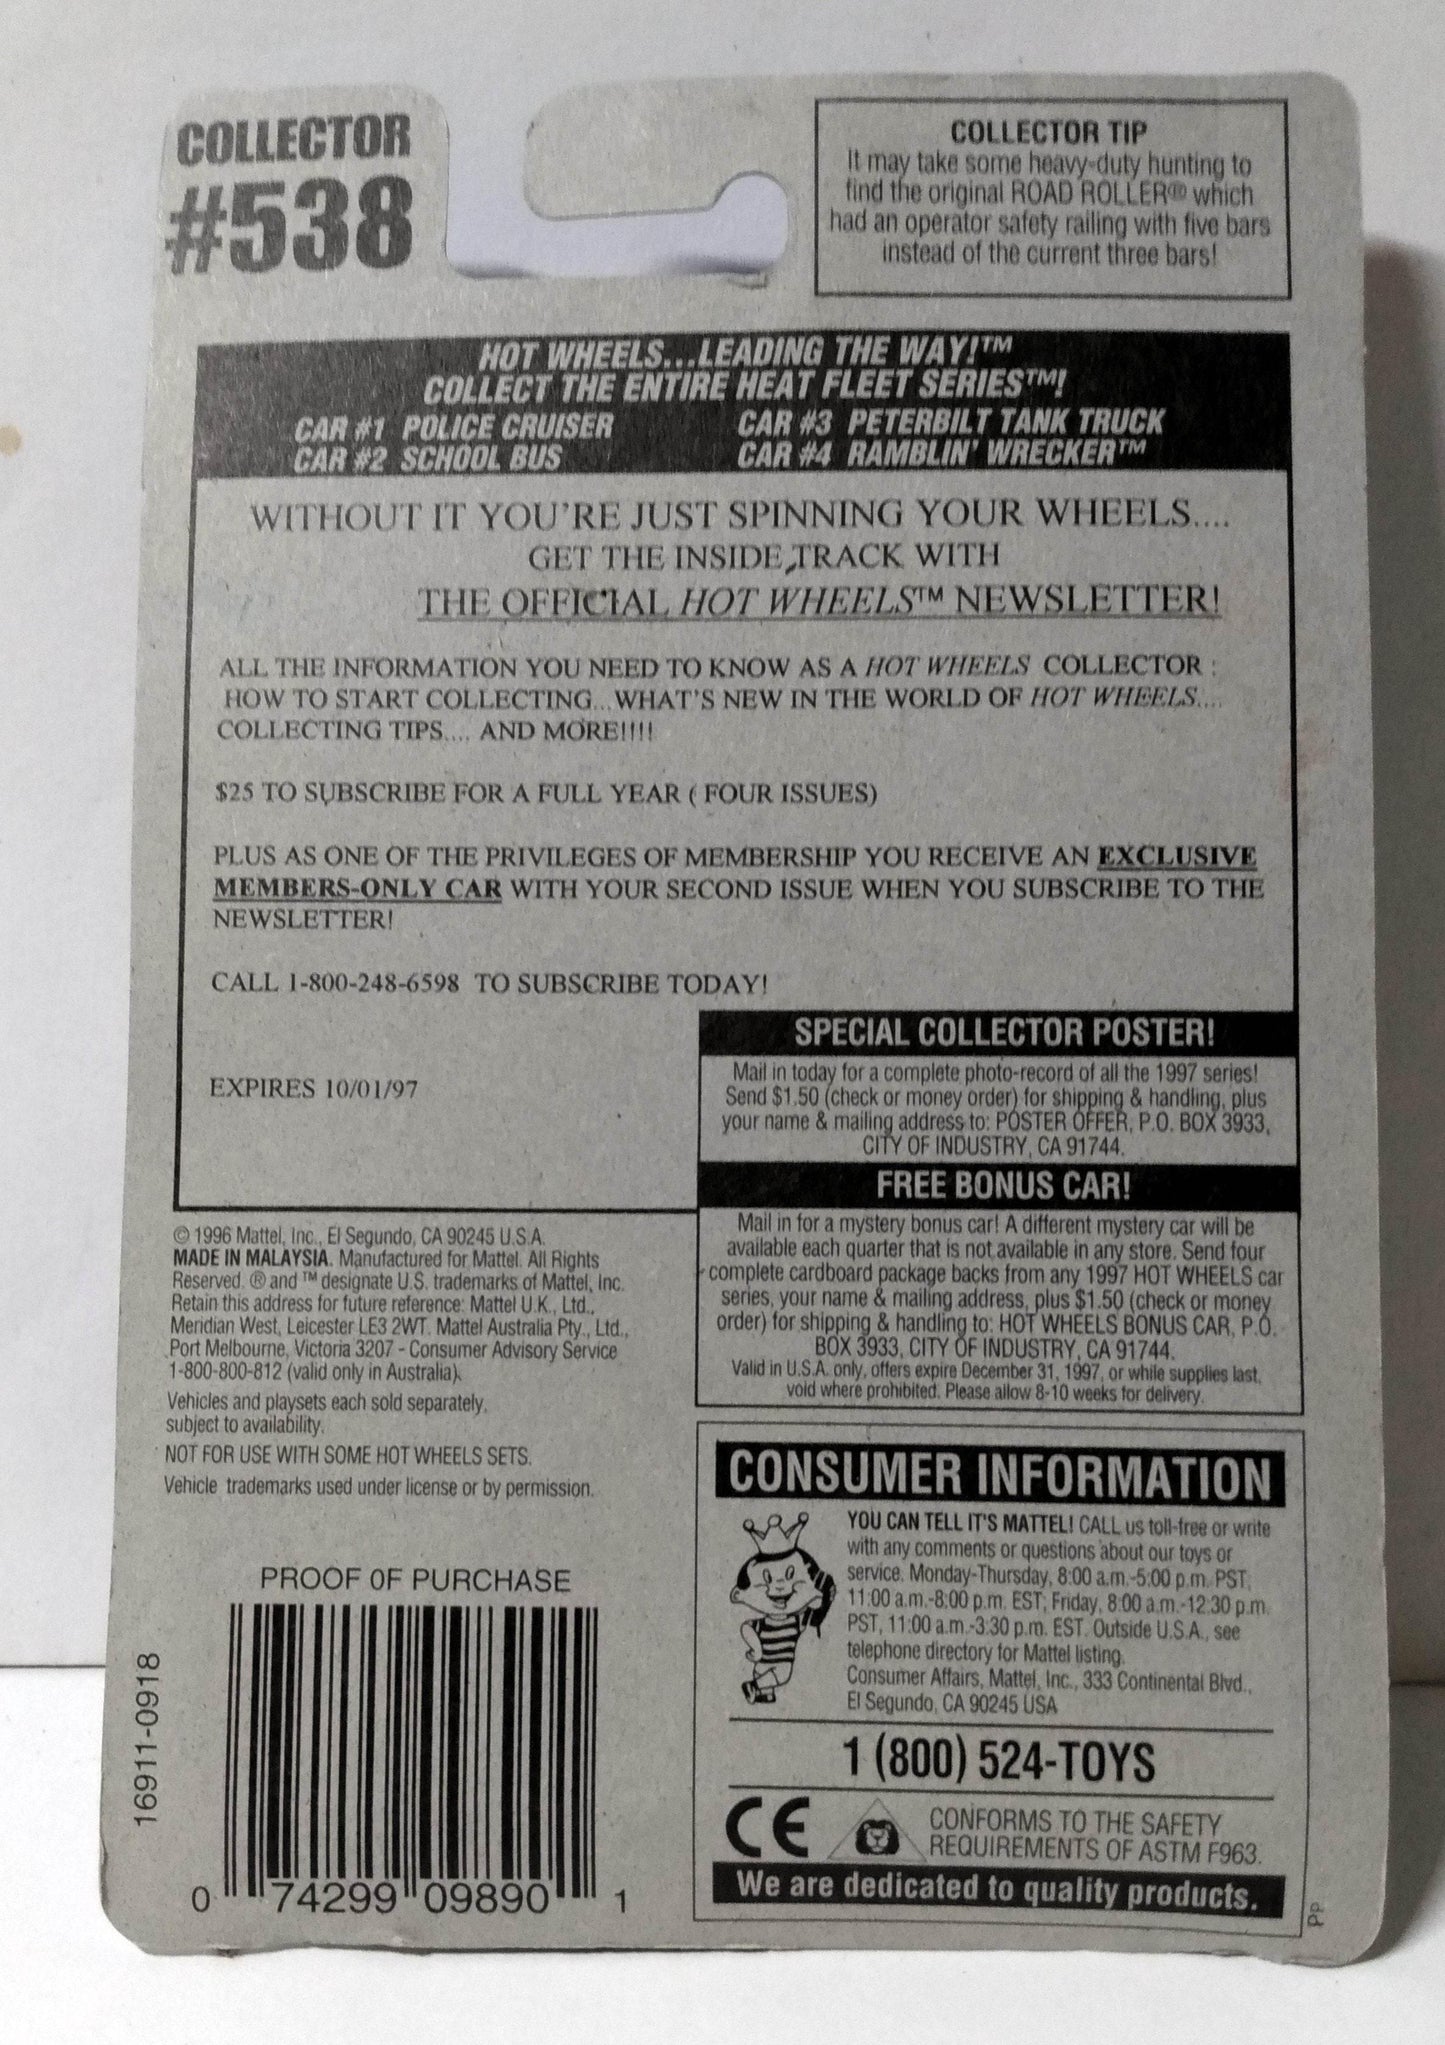 COLLECTOR
#538
COLLECTOR TIP
It may take some heavy-duty hunting to
find the original ROAD ROLLER® which
had an operator safety railing with five bars
instead of the current three bars!
HOT WHEELS...LEADING THE WAY!™
COLLECT THE ENTIRE HEAT FLEET SERIES™!
CAR #1 POLICE CRUISER
CAR #2 SCHOOL BUS
CAR #3 PETERBILT TANK TRUCK
CAR #4 RAMBLIN' WRECKER™
WITHOUT IT YOU'RE JUST SPINNING YOUR WHEELS....
GET THE INSIDE TRACK WITH
THE OFFICIAL HOT WHEELS™ NEWSLETTER!
ALL THE INFORMATION YOU NEED TO KNOW AS A HOT WHEELS COLLECTOR :
HOW TO START COLLECTING...WHAT'S NEW IN THE WORLD OF HOT WHEELS....
COLLECTING TIPS.... AND MORE!!!!
$25 TO SUBSCRIBE FOR A FULL YEAR ( FOUR ISSUES)
PLUS AS ONE OF THE PRIVILEGES OF MEMBERSHIP YOU RECEIVE AN EXCLUSIVE
MEMBERS-ONLY CAR WITH YOUR SECOND ISSUE WHEN YOU SUBSCRIBE TO THE
NEWSLETTER!
CALL 1-800-248-6598 TO SUBSCRIBE TODAY!
EXPIRES 10/01/97
SPECIAL COLLECTOR POSTER!
Mail in today for a complete photo-record of all the 1997 series!
Send $1.50 (check or money order) for shipping & handling, plus
your name & mailing address to: POSTER OFFER, P.O. BOX 3933,
CITY OF INDUSTRY, CA 91744.
FREE BONUS CAR!
Mail in for a mystery bonus car! A different mystery car will be
available each quarter that is not available in any store. Send four
complete cardboard package backs from any 1997 HOT WHEELS car
series, your name & mailing address, plus $1.50 (check or money
order) for shipping & handling to: HOT WHEELS BONUS CAR, P.O.
BOX 3933, CITY OF INDUSTRY, CA 91744.
Valid in U.S.A. only, offers expire December 31, 1997, or while supplies last,
void where prohibited. Please allow 8-10 weeks for delivery.
© 1996 Mattel, Inc., El Segundo, CA 90245 U.S.A.
MADE IN MALAYSIA. Manufactured for Mattel. All Rights
Reserved. ® and ™ designate U.S. trademarks of Mattel, Inc.
Retain this address for future reference: Mattel U.K., Ltd.,
Meridian West, Leicester LE3 2WT. Mattel Australia Pty., Ltd.,
Port Melbourne, Victoria 3207 - Consumer Advisory Service
1-800-800-812 (valid only in Australia).
Vehicles and playsets each sold separately,
subject to availability.
NOT FOR USE WITH SOME HOT WHEELS SETS.
Vehicle trademarks used under license or by permission.
PROOF OF PURCHASE
0 74299 09890 1
16911-0918
CONSUMER INFORMATION
YOU CAN TELL IT'S MATTEL! CALL us toll-free or write
with any comments or questions about our toys or
service. Monday-Thursday, 8:00 a.m.-5:00 p.m. PST,
11:00 a.m.-8:00 p.m. EST; Friday, 8:00 a.m.-12:30 p.m.
PST, 11:00 a.m.-3:30 p.m. EST. Outside U.S.A., see
telephone directory for Mattel listing.
Consumer Affairs, Mattel, Inc., 333 Continental Blvd.,
El Segundo, CA 90245 USA
1 (800) 524-TOYS
CE
CONFORMS TO THE SAFETY
REQUIREMENTS OF ASTM F963.
We are dedicated to quality products.
Pp